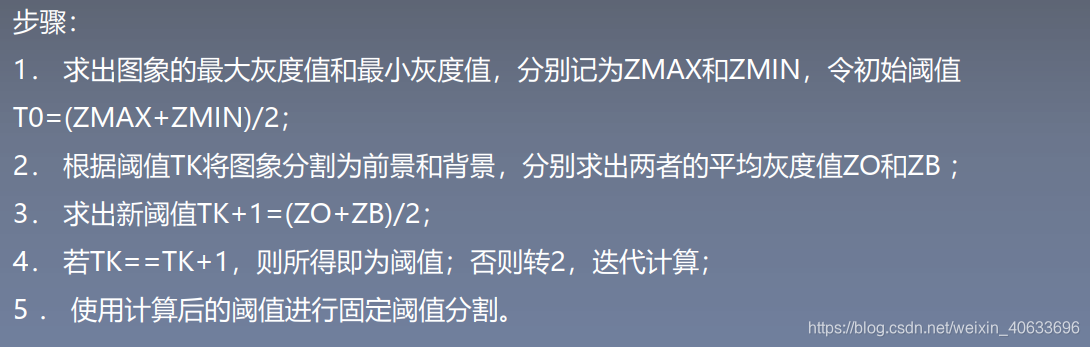 步骤：
1． 求出图象的最大灰度值和最小灰度值，分别记为ZMAX和ZMIN，令初始阈值
T0=(ZMAX+ZMIN)/2；
2． 根据阈值TK将图象分割为前景和背景，分别求出两者的平均灰度值ZO和ZB ；
3． 求出新阈值TK+1=(ZO+ZB)/2；
4． 若TK==TK+1，则所得即为阈值；否则转2，迭代计算；
5 ． 使用计算后的阈值进行固定阈值分割。
https://blog.csdn.net/weixin_40633696